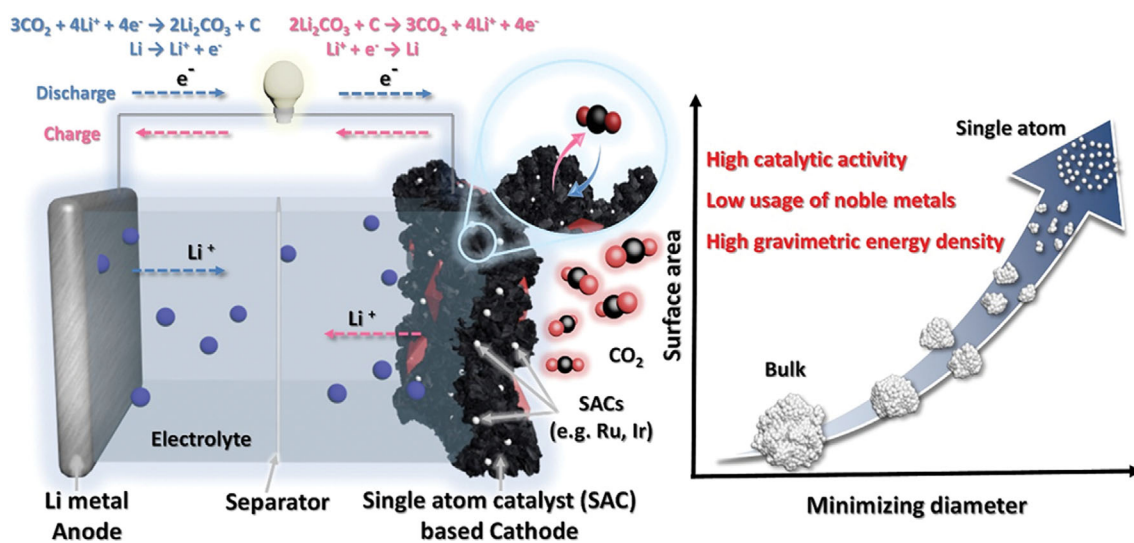 3CO₂ + 4Li⁺ + 4e⁻ → 2Li₂CO₃ + C
Li → Li⁺ + e⁻
2Li₂CO₃ + C → 3CO₂ + 4Li⁺ + 4e⁻
Li⁺ + e⁻ → Li
Discharge
e⁻
e⁻
Charge
Li⁺
Li⁺
CO₂
SACs
(e.g. Ru, Ir)
Electrolyte
Li metal
Anode
Separator
Single atom catalyst (SAC)
based Cathode
Surface area
Single atom
High catalytic activity
Low usage of noble metals
High gravimetric energy density
Bulk
Minimizing diameter